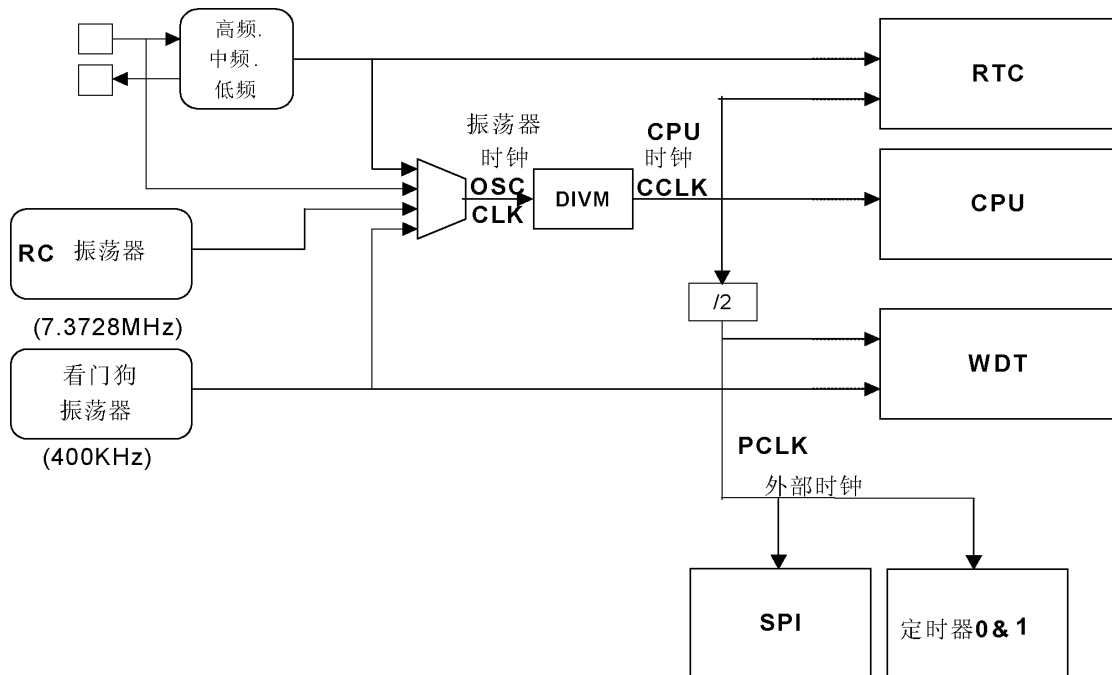 高频.
中频.
低频
RTC
振荡器
时钟
OSC
CLK
DIVM
CPU
时钟
CCLK
CPU
RC 振荡器
(7.3728MHz)
/2
看门狗
振荡器
(400KHz)
WDT
PCLK
外部时钟
SPI
定时器0&1